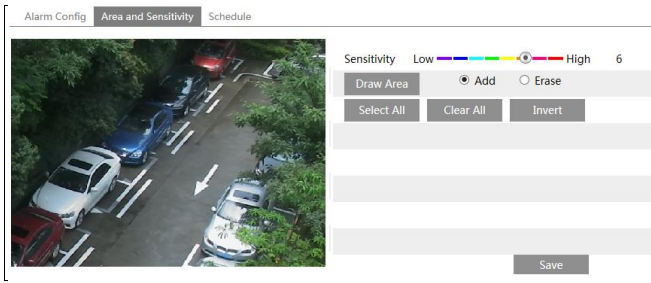 Alarm Config Area and Sensitivity Schedule
Sensitivity Low High 6
Draw Area Add Erase
Select All Clear All Invert
Save